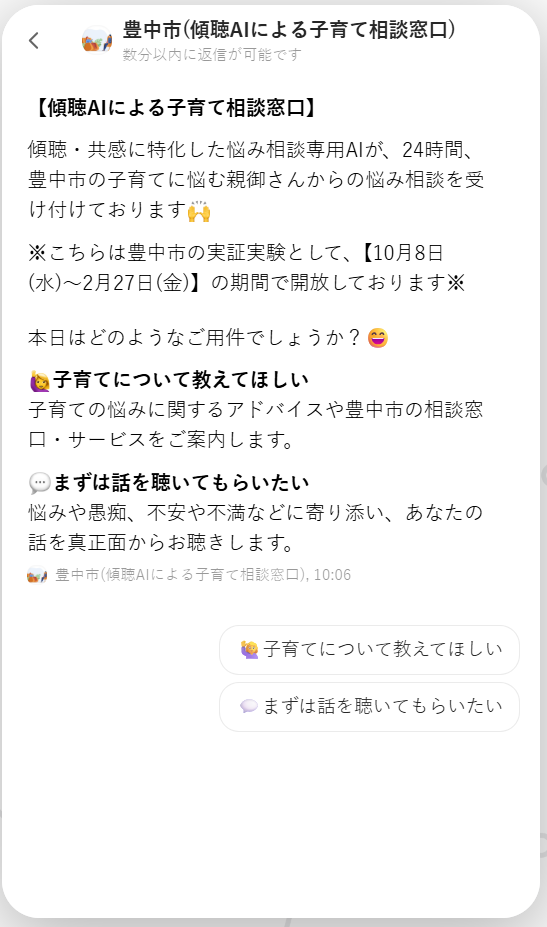 豊中市(傾聴AIによる子育て相談窓口)
数分以内に返信が可能です
【傾聴AIによる子育て相談窓口】
傾聴・共感に特化した悩み相談専用AIが、24時間、
豊中市の子育てに悩む親御さんからの悩み相談を受
け付けております🙌
※こちらは豊中市の実証実験として、【10月8日
(水)〜2月27日(金)】の期間で開放しております※
本日はどのようなご用件でしょうか？😄
🙋‍♀️子育てについて教えてほしい
子育ての悩みに関するアドバイスや豊中市の相談窓
口・サービスをご案内します。
💬まずは話を聴いてもらいたい
悩みや愚痴、不安や不満などに寄り添い、あなたの
話を真正面からお聴きします。
豊中市(傾聴AIによる子育て相談窓口), 10:06
🙋‍♀️子育てについて教えてほしい
💬まずは話を聴いてもらいたい